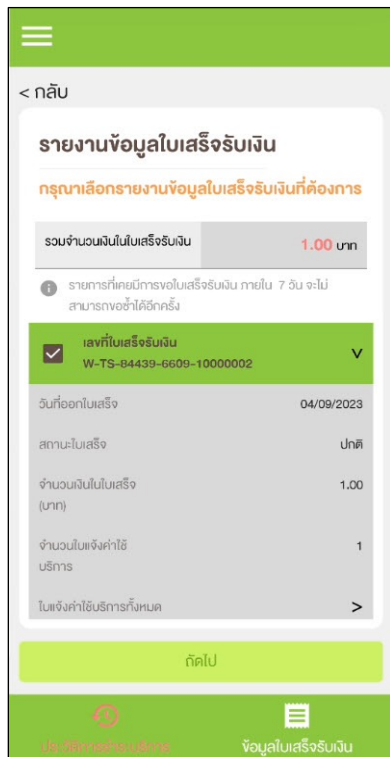 < กลับ
รายงานข้อมูลใบเสร็จรับเงิน
กรุณาเลือกรายงานข้อมูลใบเสร็จรับเงินที่ต้องการ
รวมจำนวนเงินในใบเสร็จรับเงิน 1.00 บาท
รายการที่เคยมีการขอใบเสร็จรับเงิน ภายใน 7 วัน จะไม่
สามารถขอซ้ำได้อีกครั้ง
เลขที่ใบเสร็จรับเงิน
W-TS-84439-6609-10000002
วันที่ออกใบเสร็จ 04/09/2023
สถานะใบเสร็จ ปกติ
จำนวนเงินในใบเสร็จ 1.00
(บาท)
จำนวนใบแจ้งค่าใช้ 1
บริการ
ใบแจ้งค่าใช้บริการทั้งหมด >
ถัดไป
ข้อมูลใบเสร็จรับเงิน